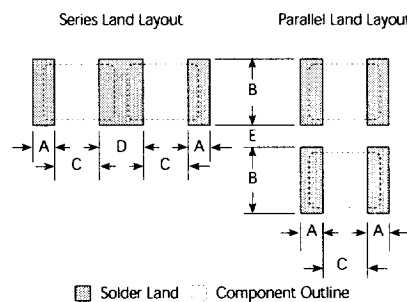 Series Land Layout
Parallel Land Layout
B
A D A E
C C
B
A A
C
Solder Land Component Outline